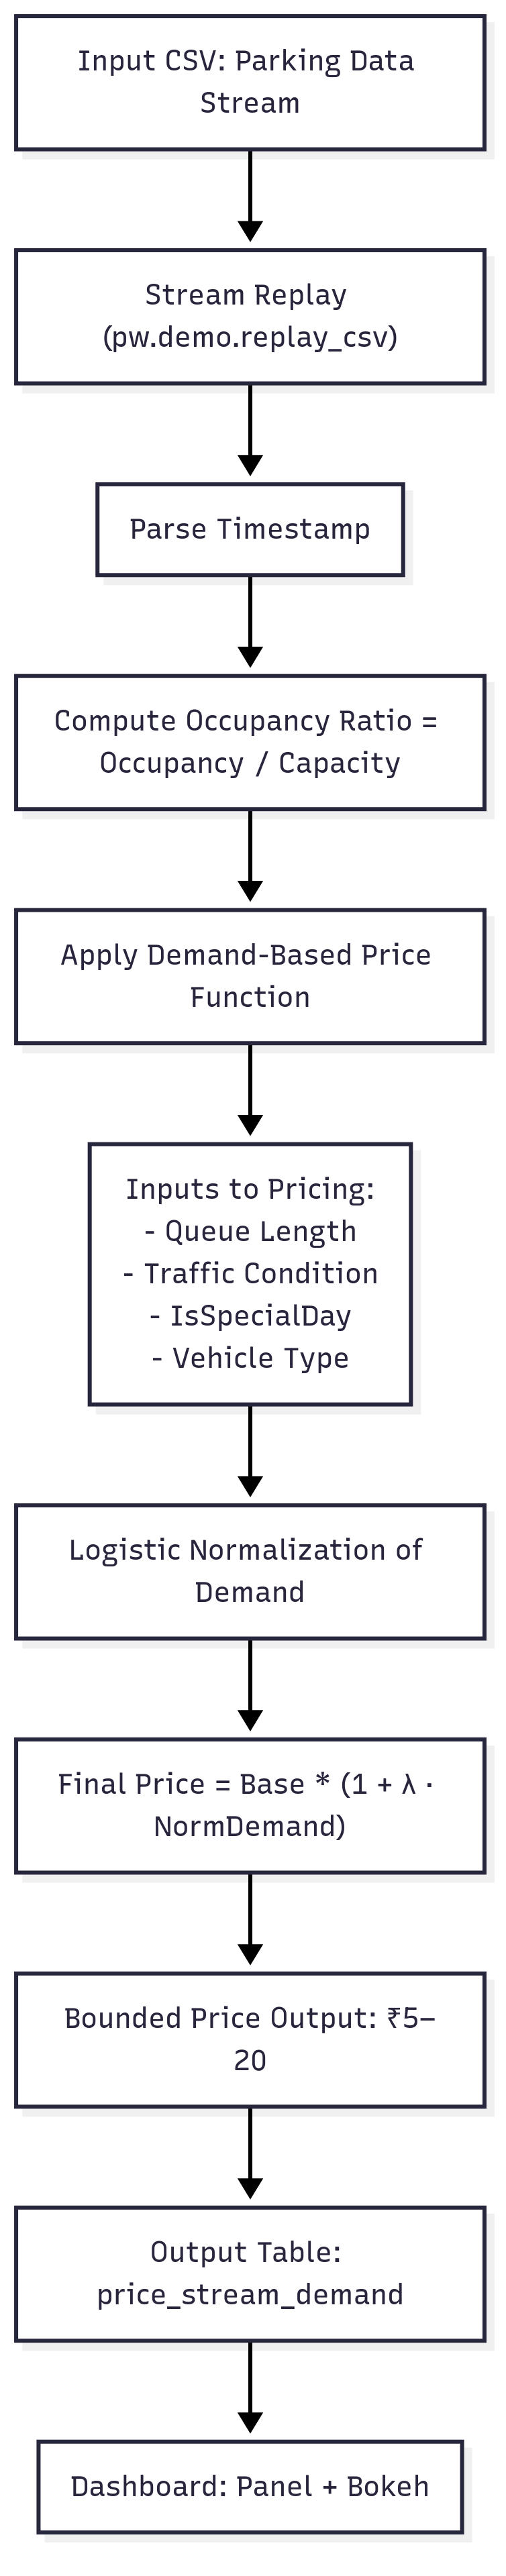 Input CSV: Parking Data
Stream
Stream Replay
(pw.demo.replay_csv)
Parse Timestamp
Compute Occupancy Ratio =
Occupancy / Capacity
Apply Demand-Based Price
Function
Inputs to Pricing:
- Queue Length
- Traffic Condition
- IsSpecialDay
- Vehicle Type
Logistic Normalization of
Demand
Final Price = Base * (1 + λ ·
NormDemand)
Bounded Price Output: ₹5–
20
Output Table:
price_stream_demand
Dashboard: Panel + Bokeh